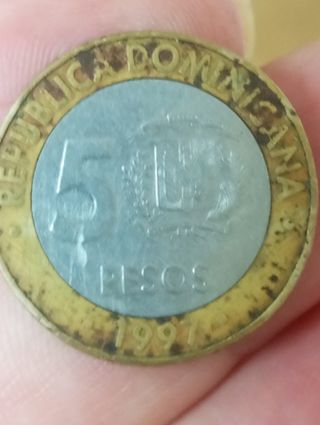 REPUBLICA DOMINICANA
5
PESOS
1997